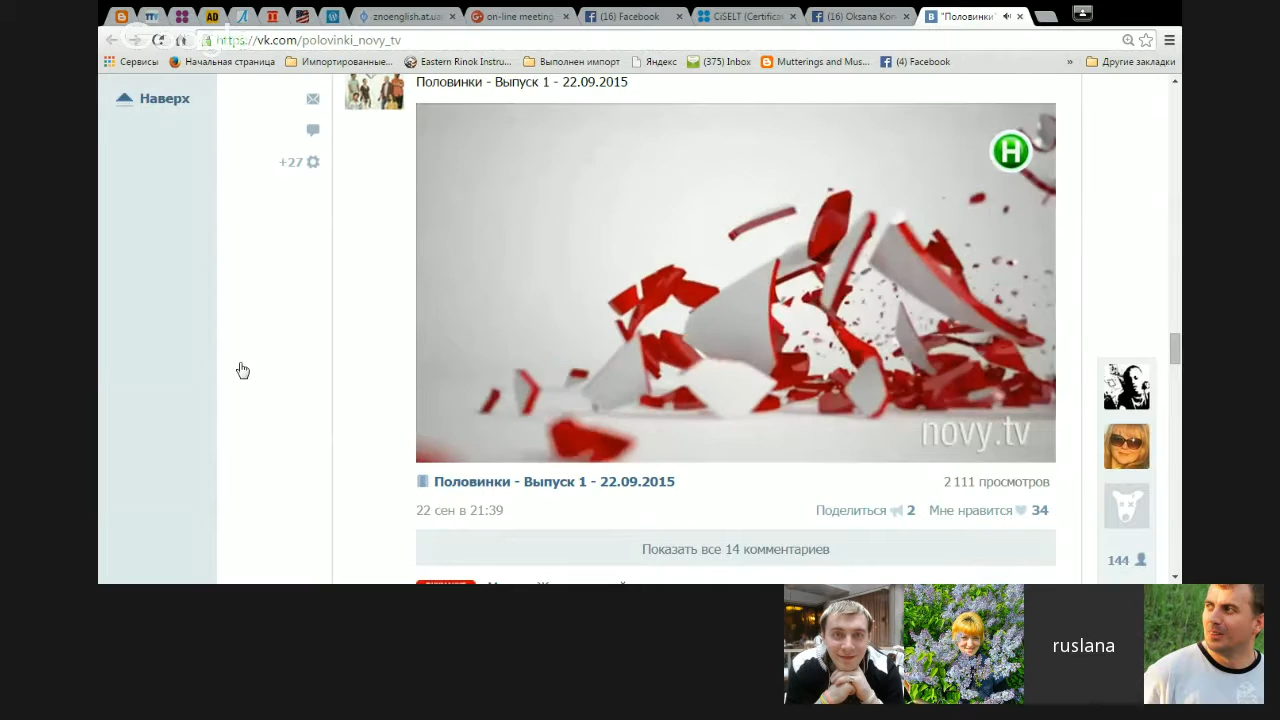 AD
znoenglish.at.ua
on-line meeting.
(16) Facebook
CiSELT (Certifica
(16) Oksana Kon
"Половинки"
https://vk.com/polovinki_novy_tv
Сервисы
Начальная страница
Импортированные...
Eastern Rinok Instru...
Выполнен импорт
Яндекс
(375) Inbox
Mutterings and Mus...
(4) Facebook
»
Другие закладки
Наверх
+27
Половинки - Выпуск 1 - 22.09.2015
H
novy.tv
Половинки - Выпуск 1 - 22.09.2015
2 111 просмотров
22 сен в 21:39
Поделиться 2 Мне нравится 34
Показать все 14 комментариев
144
ruslana